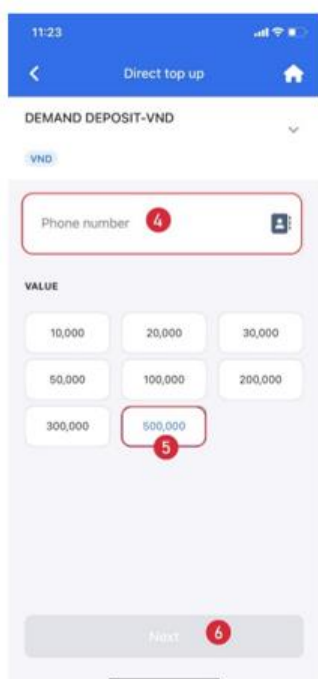 11:23
Direct top up
DEMAND DEPOSIT-VND
VND
Phone number 4
VALUE
10,000 20,000 30,000
50,000 100,000 200,000
300,000 500,000
5
Next 6